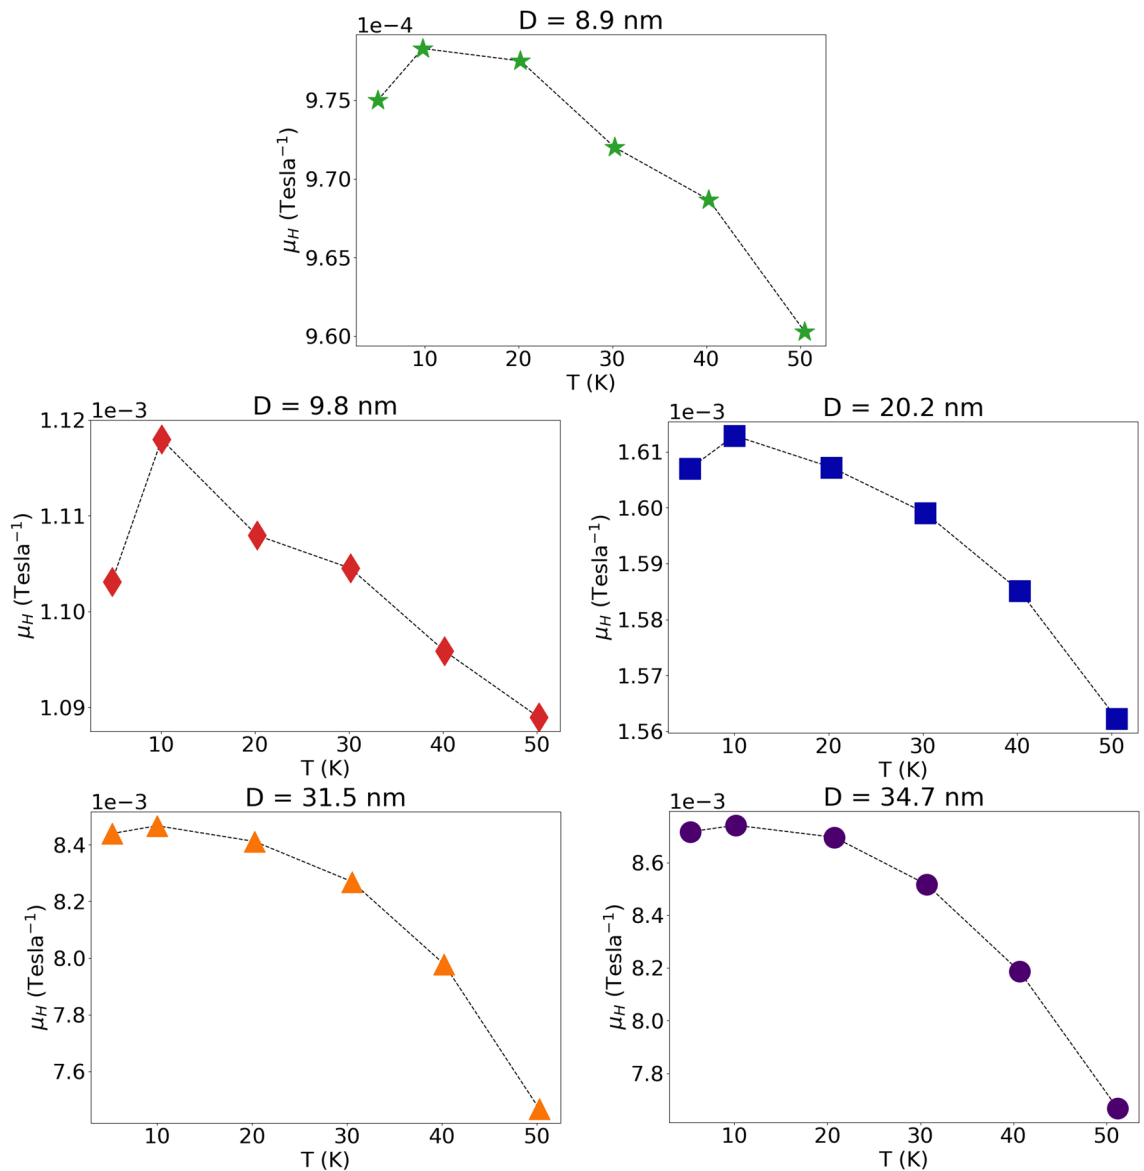 D = 8.9 nm
1e−4
9.75
9.70
9.65
9.60
μH (Tesla−1)
10 20 30 40 50
T (K)
D = 9.8 nm
1e−3
1.12
1.11
1.10
1.09
μH (Tesla−1)
10 20 30 40 50
T (K)
D = 20.2 nm
1e−3
1.61
1.60
1.59
1.58
1.57
1.56
μH (Tesla−1)
10 20 30 40 50
T (K)
D = 31.5 nm
1e−3
8.4
8.2
8.0
7.8
7.6
μH (Tesla−1)
10 20 30 40 50
T (K)
D = 34.7 nm
1e−3
8.6
8.4
8.2
8.0
7.8
μH (Tesla−1)
10 20 30 40 50
T (K)